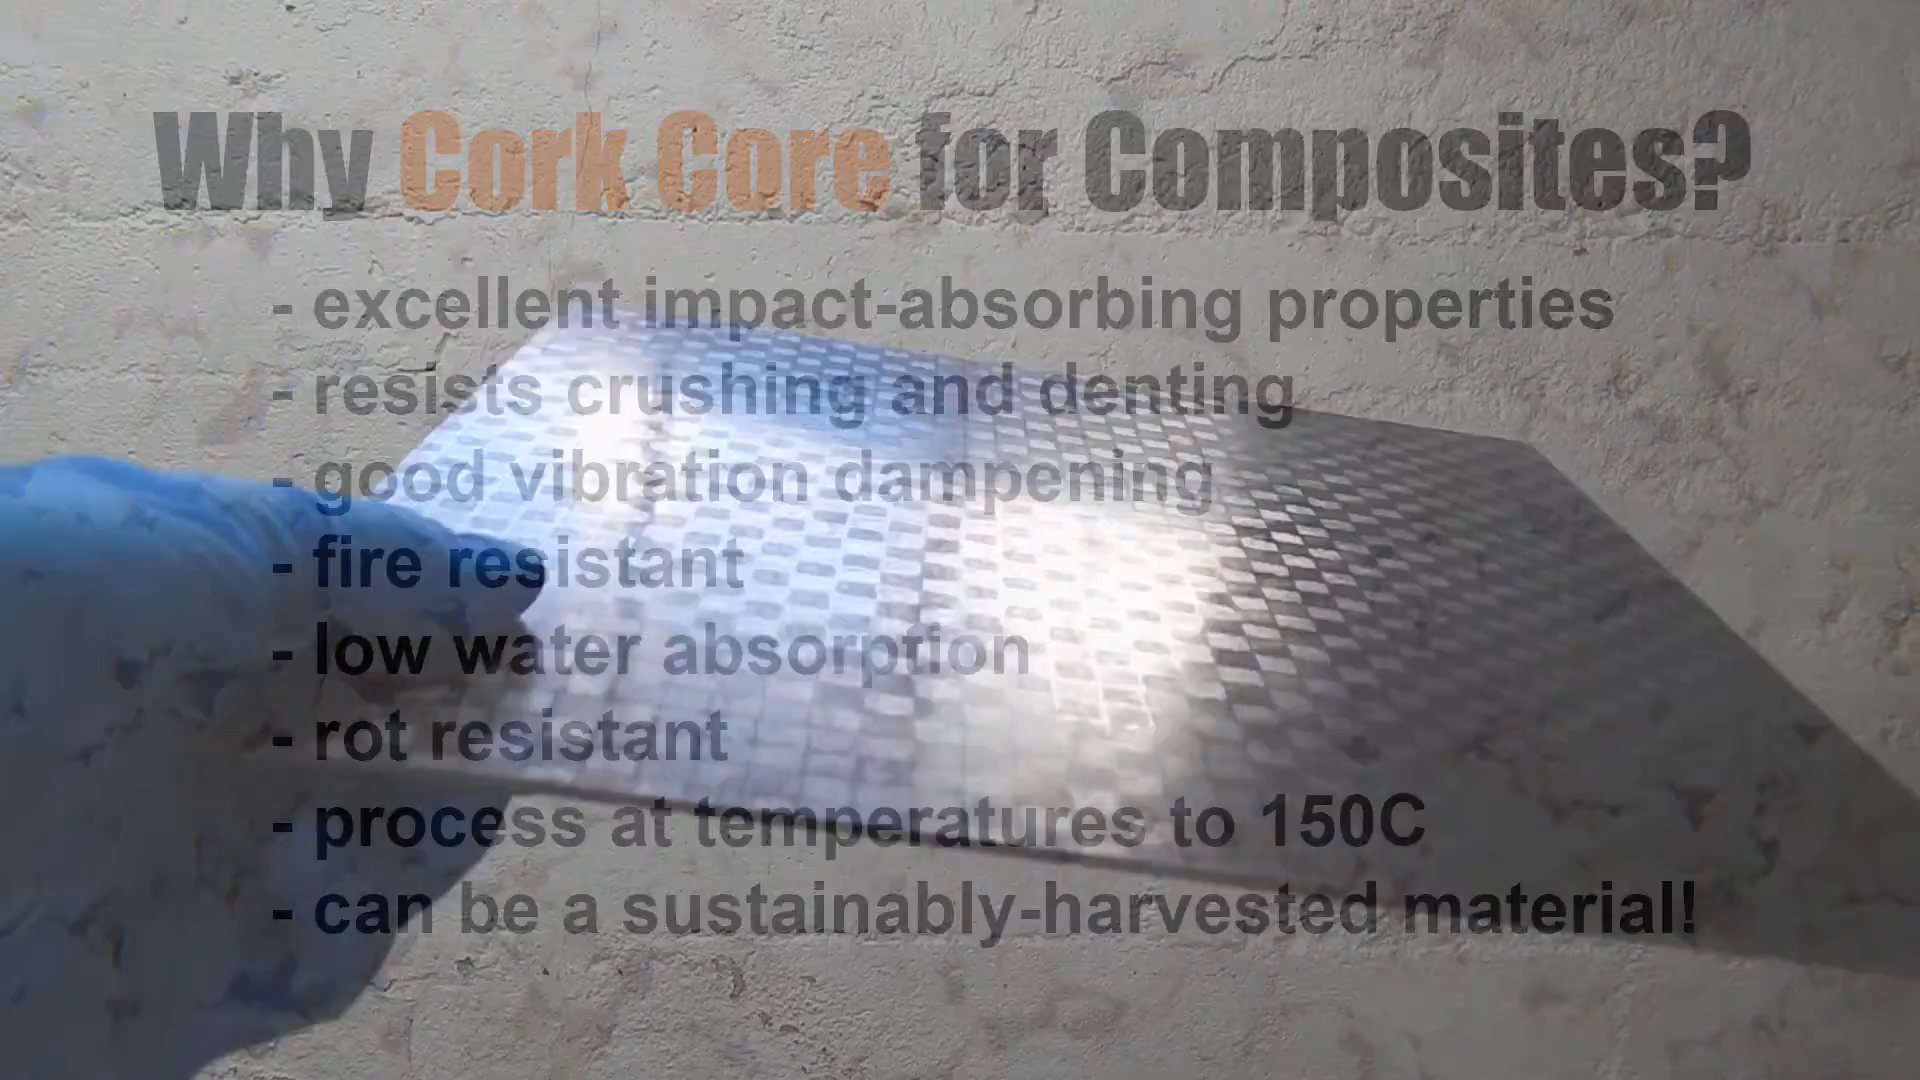 Why Cork Core for Composites?
- excellent impact-absorbing properties
- resists crushing and denting
- good vibration dampening
- fire resistant
- low water absorption
- rot resistant
- process at temperatures to 150C
- can be a sustainably-harvested material!